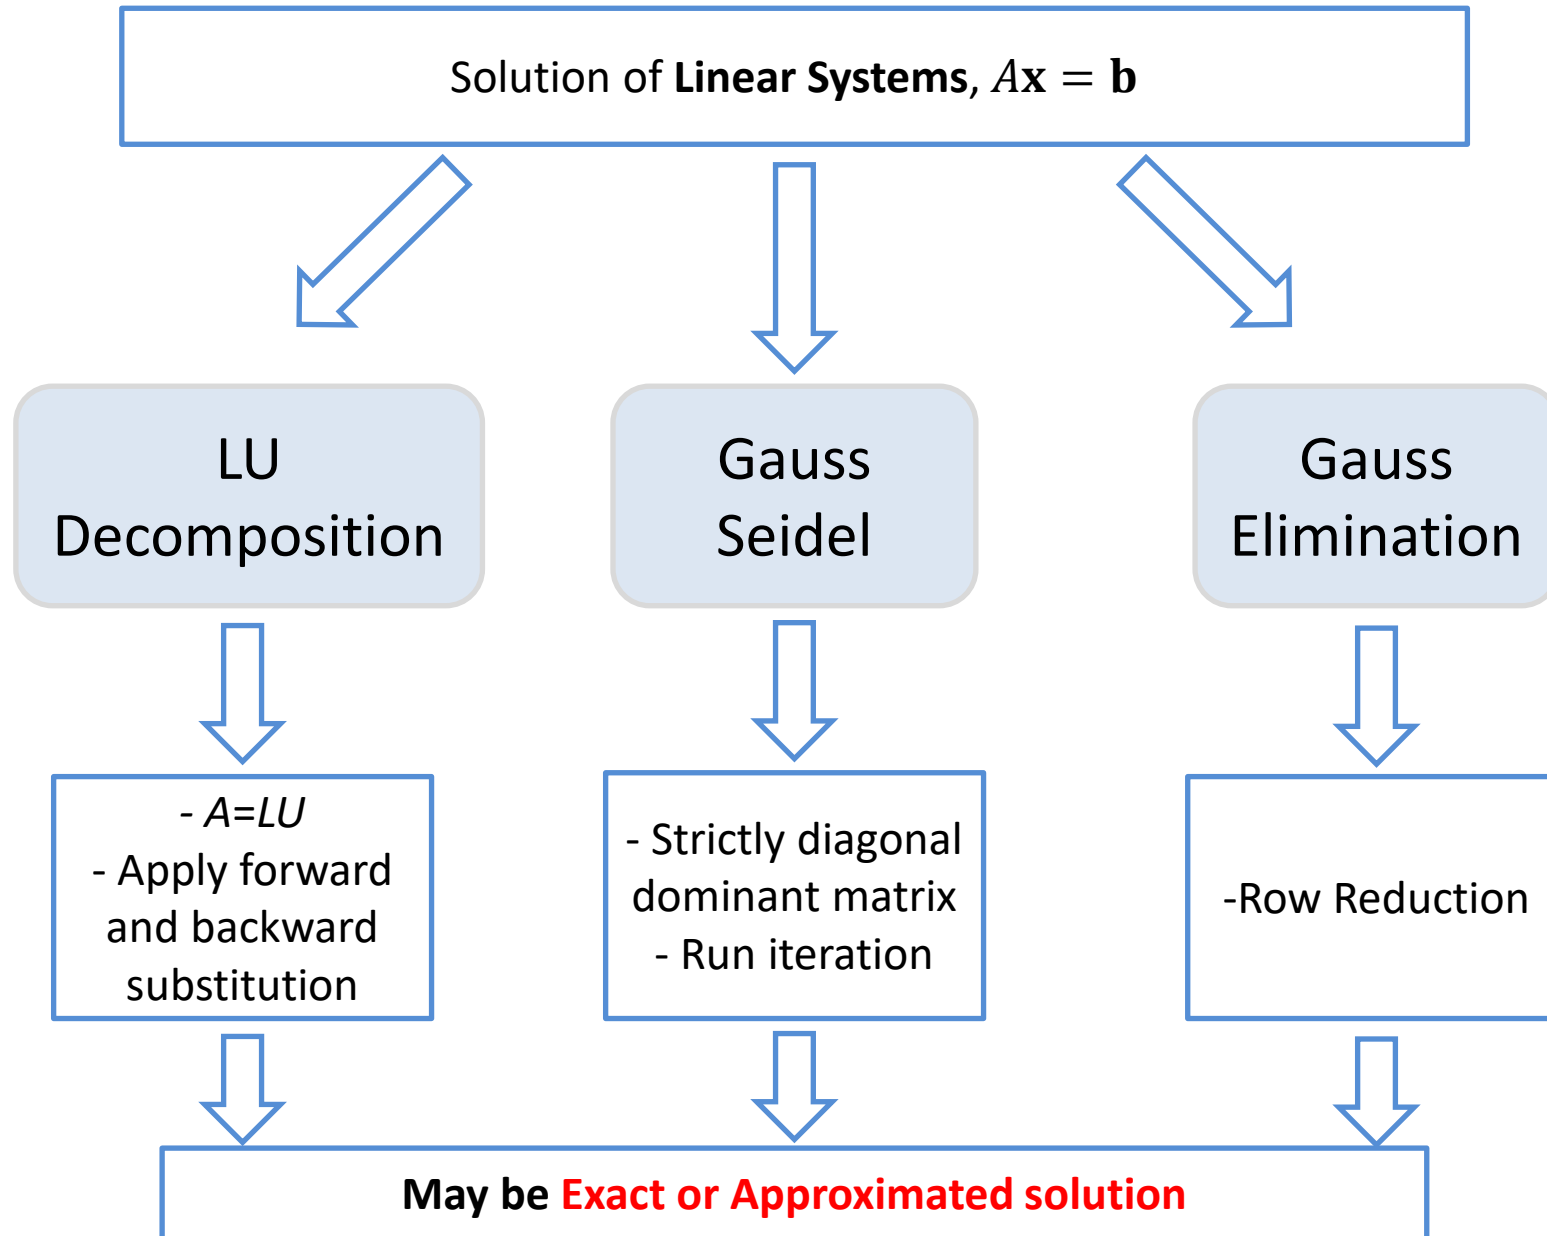 Solution of Linear Systems, Ax = b
LU
Decomposition
Gauss
Seidel
Gauss
Elimination
- A=LU
- Apply forward
and backward
substitution
- Strictly diagonal
dominant matrix
- Run iteration
-Row Reduction
May be Exact or Approximated solution